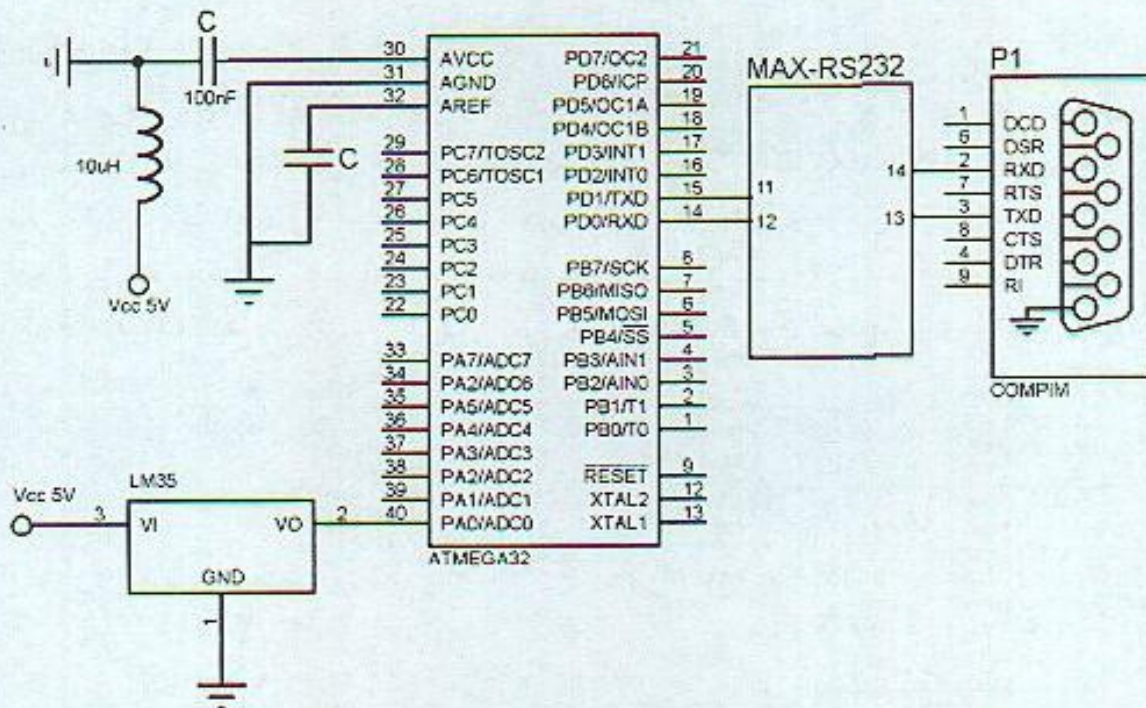 C
100nF
10uH
Vcc 5V
C
30 AVCC
31 AGND
32 AREF
29 PC7/TOSC2
28 PC6/TOSC1
27 PC5
26 PC4
25 PC3
24 PC2
23 PC1
22 PC0
33 PA7/ADC7
34 PA2/ADC6
35 PA5/ADC5
36 PA4/ADC4
37 PA3/ADC3
38 PA2/ADC2
39 PA1/ADC1
40 PA0/ADC0
PD7/OC2 21
PD6/ICP 20
PD5/OC1A 19
PD4/OC1B 18
PD3/INT1 17
PD2/INT0 16
PD1/TXD 15
PD0/RXD 14
PB7/SCK 8
PB6/MISO 7
PB5/MOSI 6
PB4/SS 5
PB3/AIN1 4
PB2/AIN0 3
PB1/T1 2
PB0/T0 1
RESET 9
XTAL2 12
XTAL1 13
ATMEGA32
MAX-RS232
11
12
14
13
P1
1 DCD
6 DSR
2 RXD
7 RTS
3 TXD
8 CTS
4 DTR
9 RI
COMPIM
LM35
Vcc 5V
3 VI
VO 2
GND
1